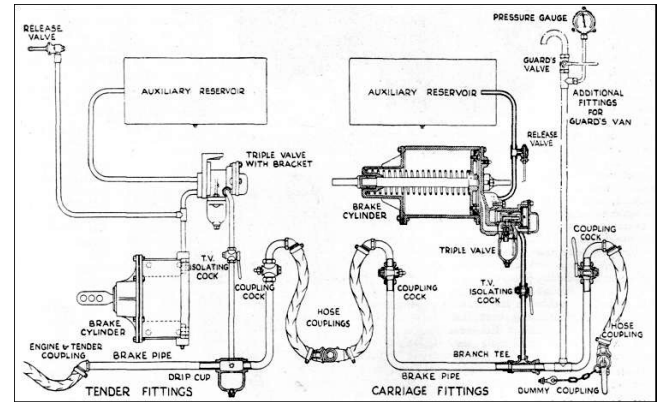 RELEASE
VALVE
AUXILIARY RESERVOIR
TRIPLE VALVE
WITH BRACKET
T.V.
ISOLATING
COCK
BRAKE
CYLINDER
ENGINE & TENDER
COUPLING
BRAKE PIPE
DRIP CUP
TENDER FITTINGS
COUPLING
COCK
HOSE
COUPLINGS
AUXILIARY RESERVOIR
RELEASE
VALVE
BRAKE
CYLINDER
TRIPLE VALVE
COUPLING
COCK
T.V.
ISOLATING
COCK
BRANCH TEE
BRAKE PIPE
CARRIAGE FITTINGS
PRESSURE GAUGE
GUARD'S
VALVE
ADDITIONAL
FITTINGS
FOR
GUARD'S VAN
COUPLING
COCK
HOSE
COUPLING
DUMMY COUPLING